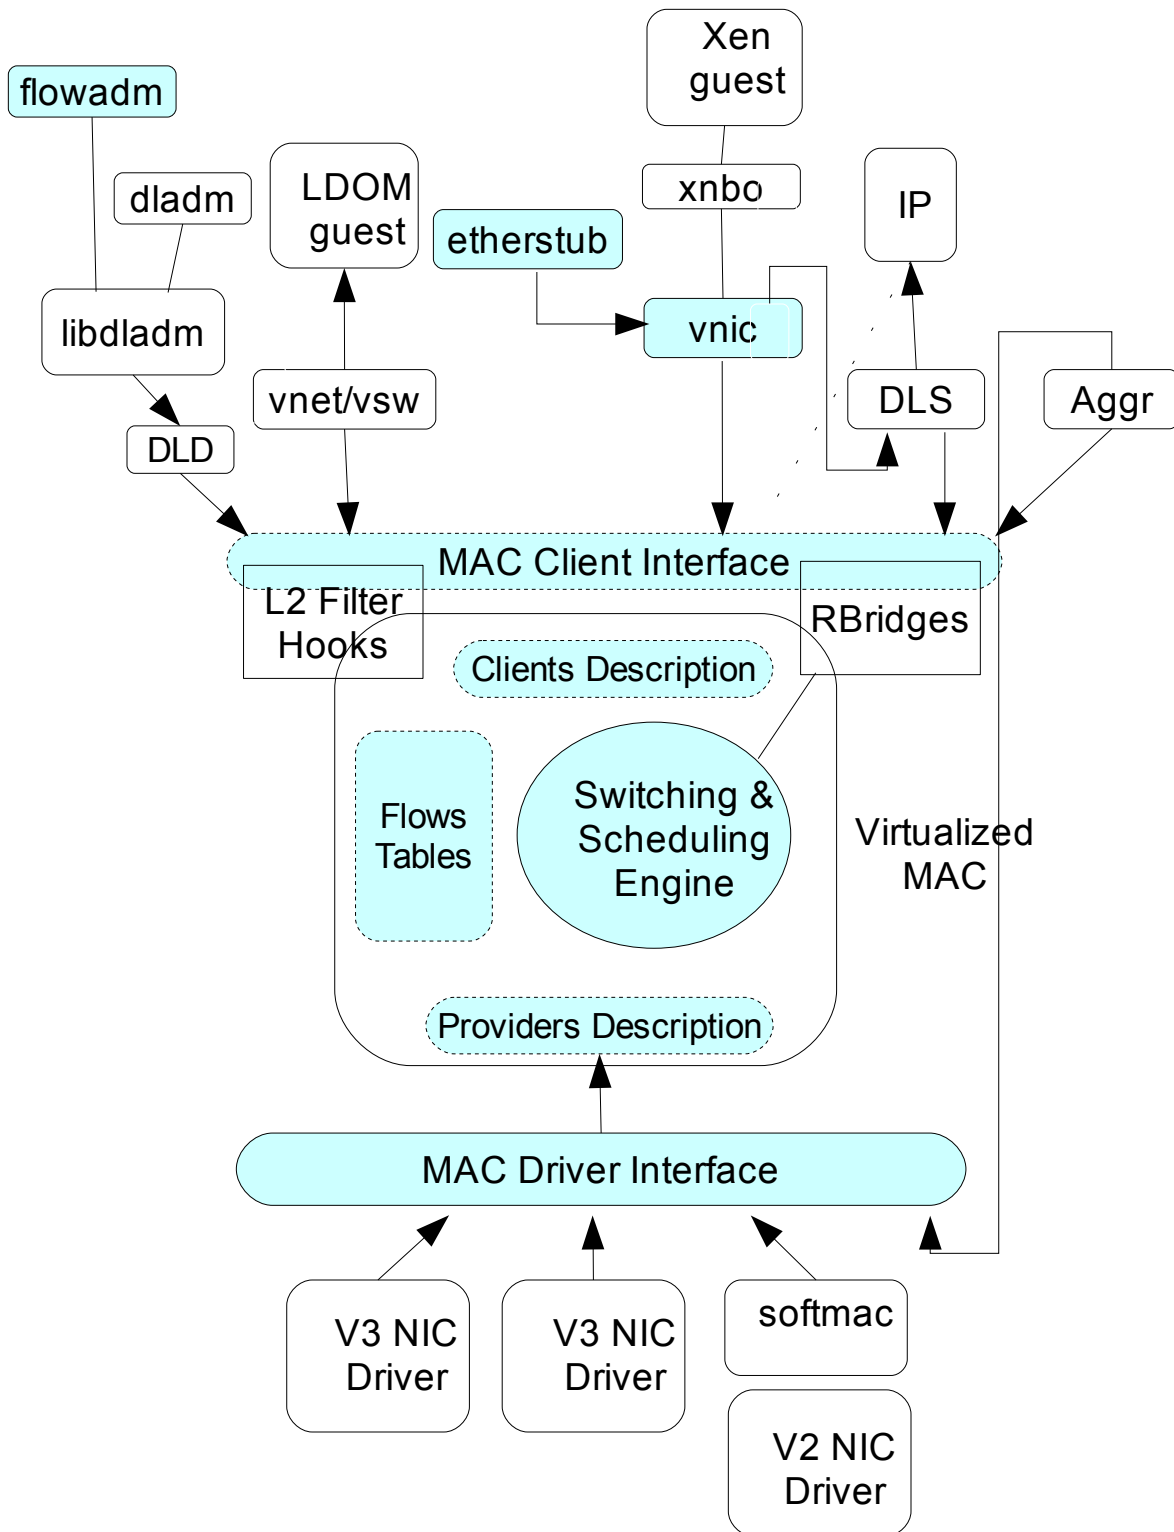 Xen
guest
flowadm
dladm
LDOM
guest
xnbo
IP
etherstub
libdladm
vnic
vnet/vsw
DLS
Aggr
DLD
MAC Client Interface
L2 Filter
Hooks
RBridges
Clients Description
Switching &
Scheduling
Engine
Flows
Tables
Virtualized
MAC
Providers Description
MAC Driver Interface
V3 NIC
Driver
V3 NIC
Driver
softmac
V2 NIC
Driver